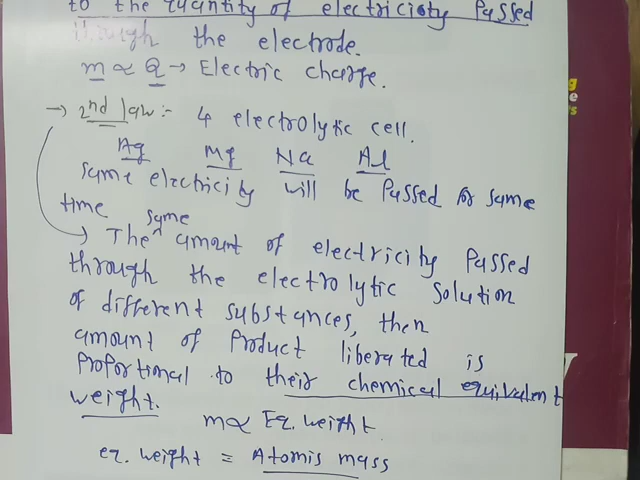 to the quantity of electricioty Passed
through the electrode.
m ∝ Q → Electric charge.
→ 2nd law :- 4 electrolytic cell.
Ag Mg Na Al
same electricity will be Passed for same
time
same
→ The ^ amount of electricity Passed
through the electrolytic solution
of different substances, then
amount of Product liberated is
Proportional to their chemical equivalent
weight.
m ∝ Eq. weight.
eq. weight = Atomis mass